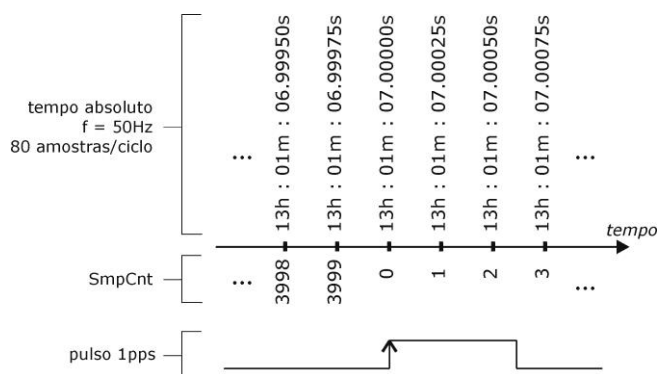 tempo absoluto
f = 50Hz
80 amostras/ciclo
...
13h : 01m : 06.99950s
13h : 01m : 06.99975s
13h : 01m : 07.00000s
13h : 01m : 07.00025s
13h : 01m : 07.00050s
13h : 01m : 07.00075s
...
tempo
SmpCnt
...
3998
3999
0
1
2
3
...
pulso 1pps